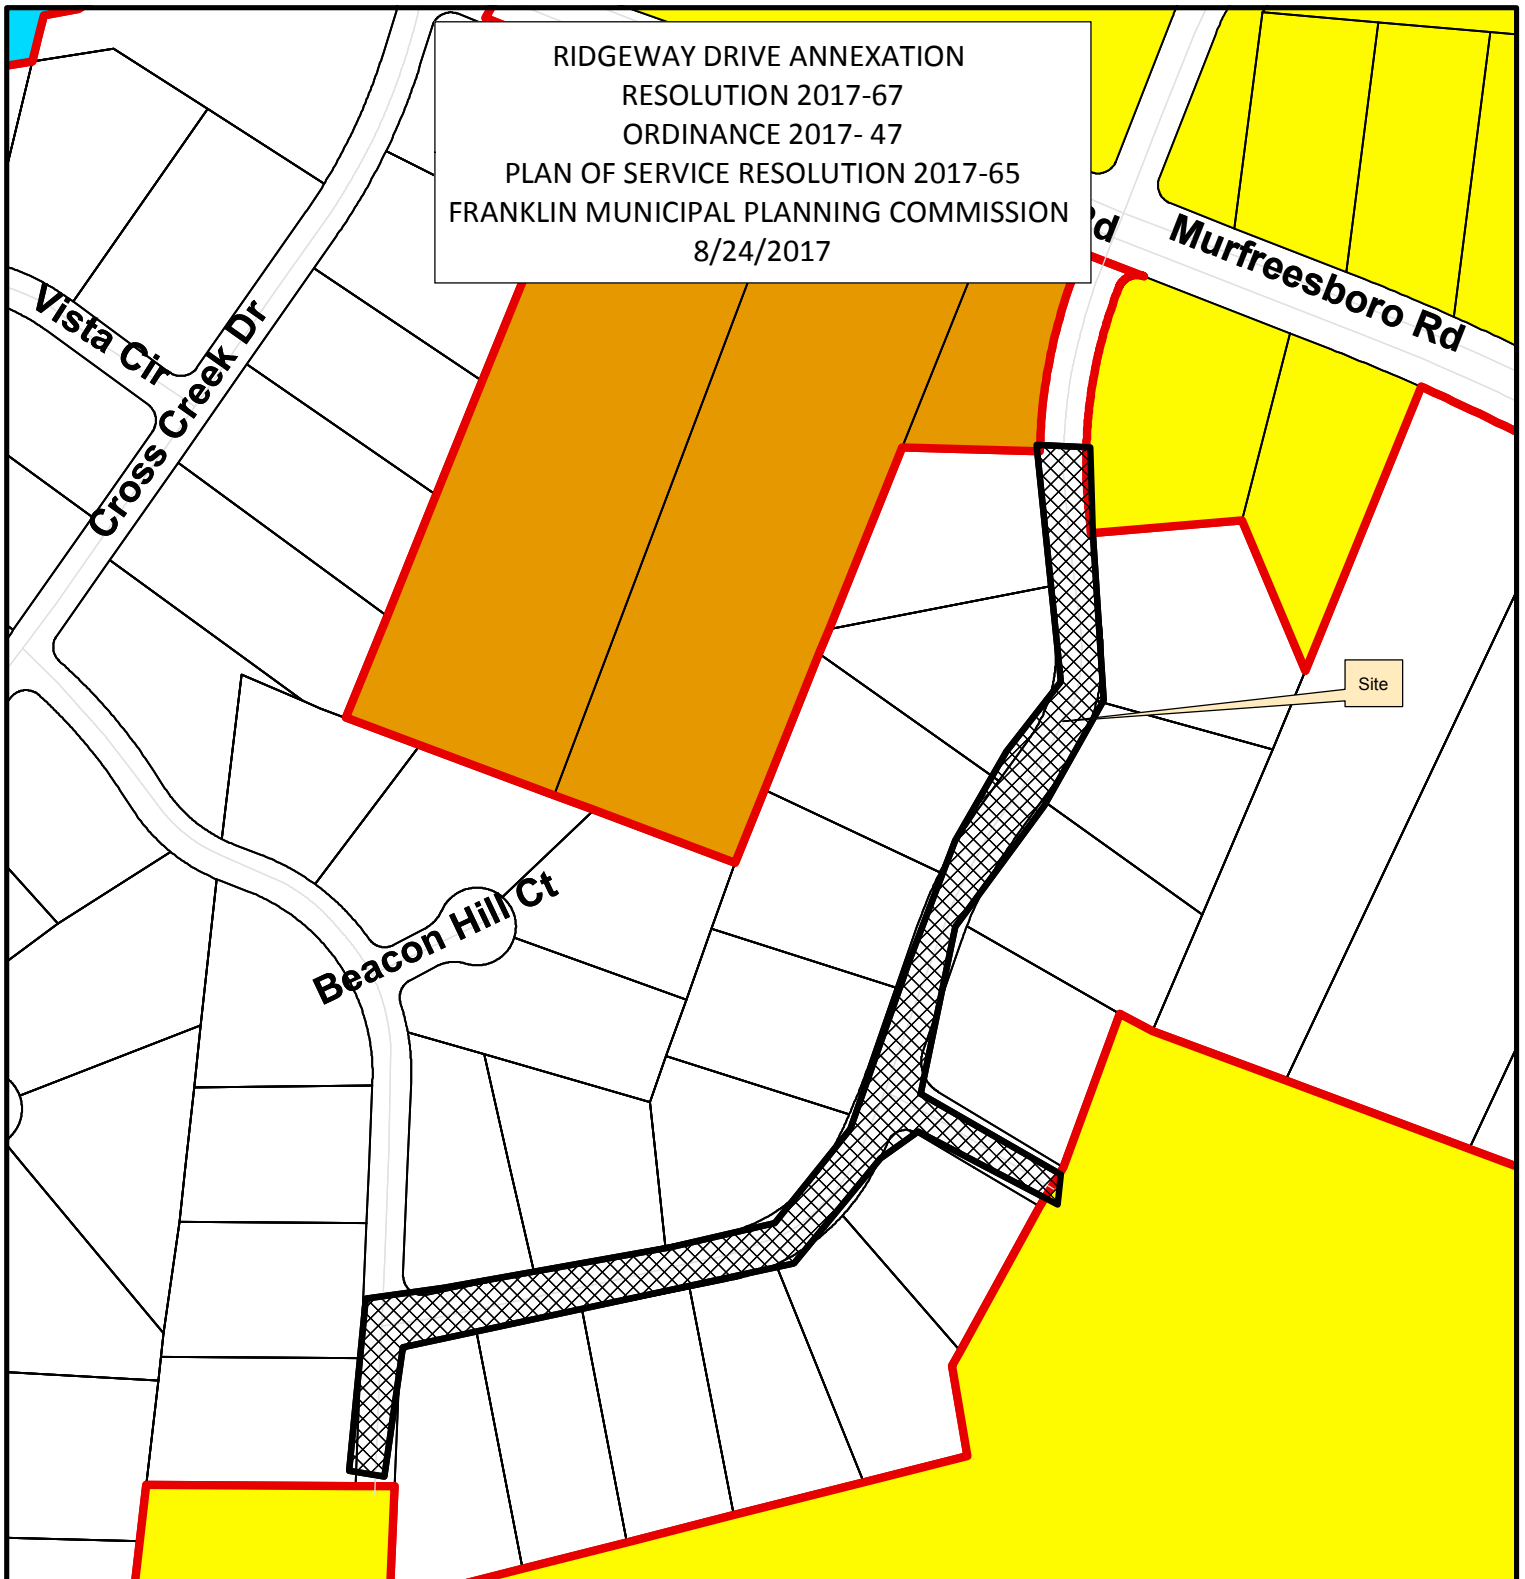 RIDGEWAY DRIVE ANNEXATION
RESOLUTION 2017-67
ORDINANCE 2017- 47
PLAN OF SERVICE RESOLUTION 2017-65
FRANKLIN MUNICIPAL PLANNING COMMISSION
8/24/2017
Rd
Murfreesboro Rd
Vista Cir
Cross Creek Dr
Site
Beacon Hill Ct